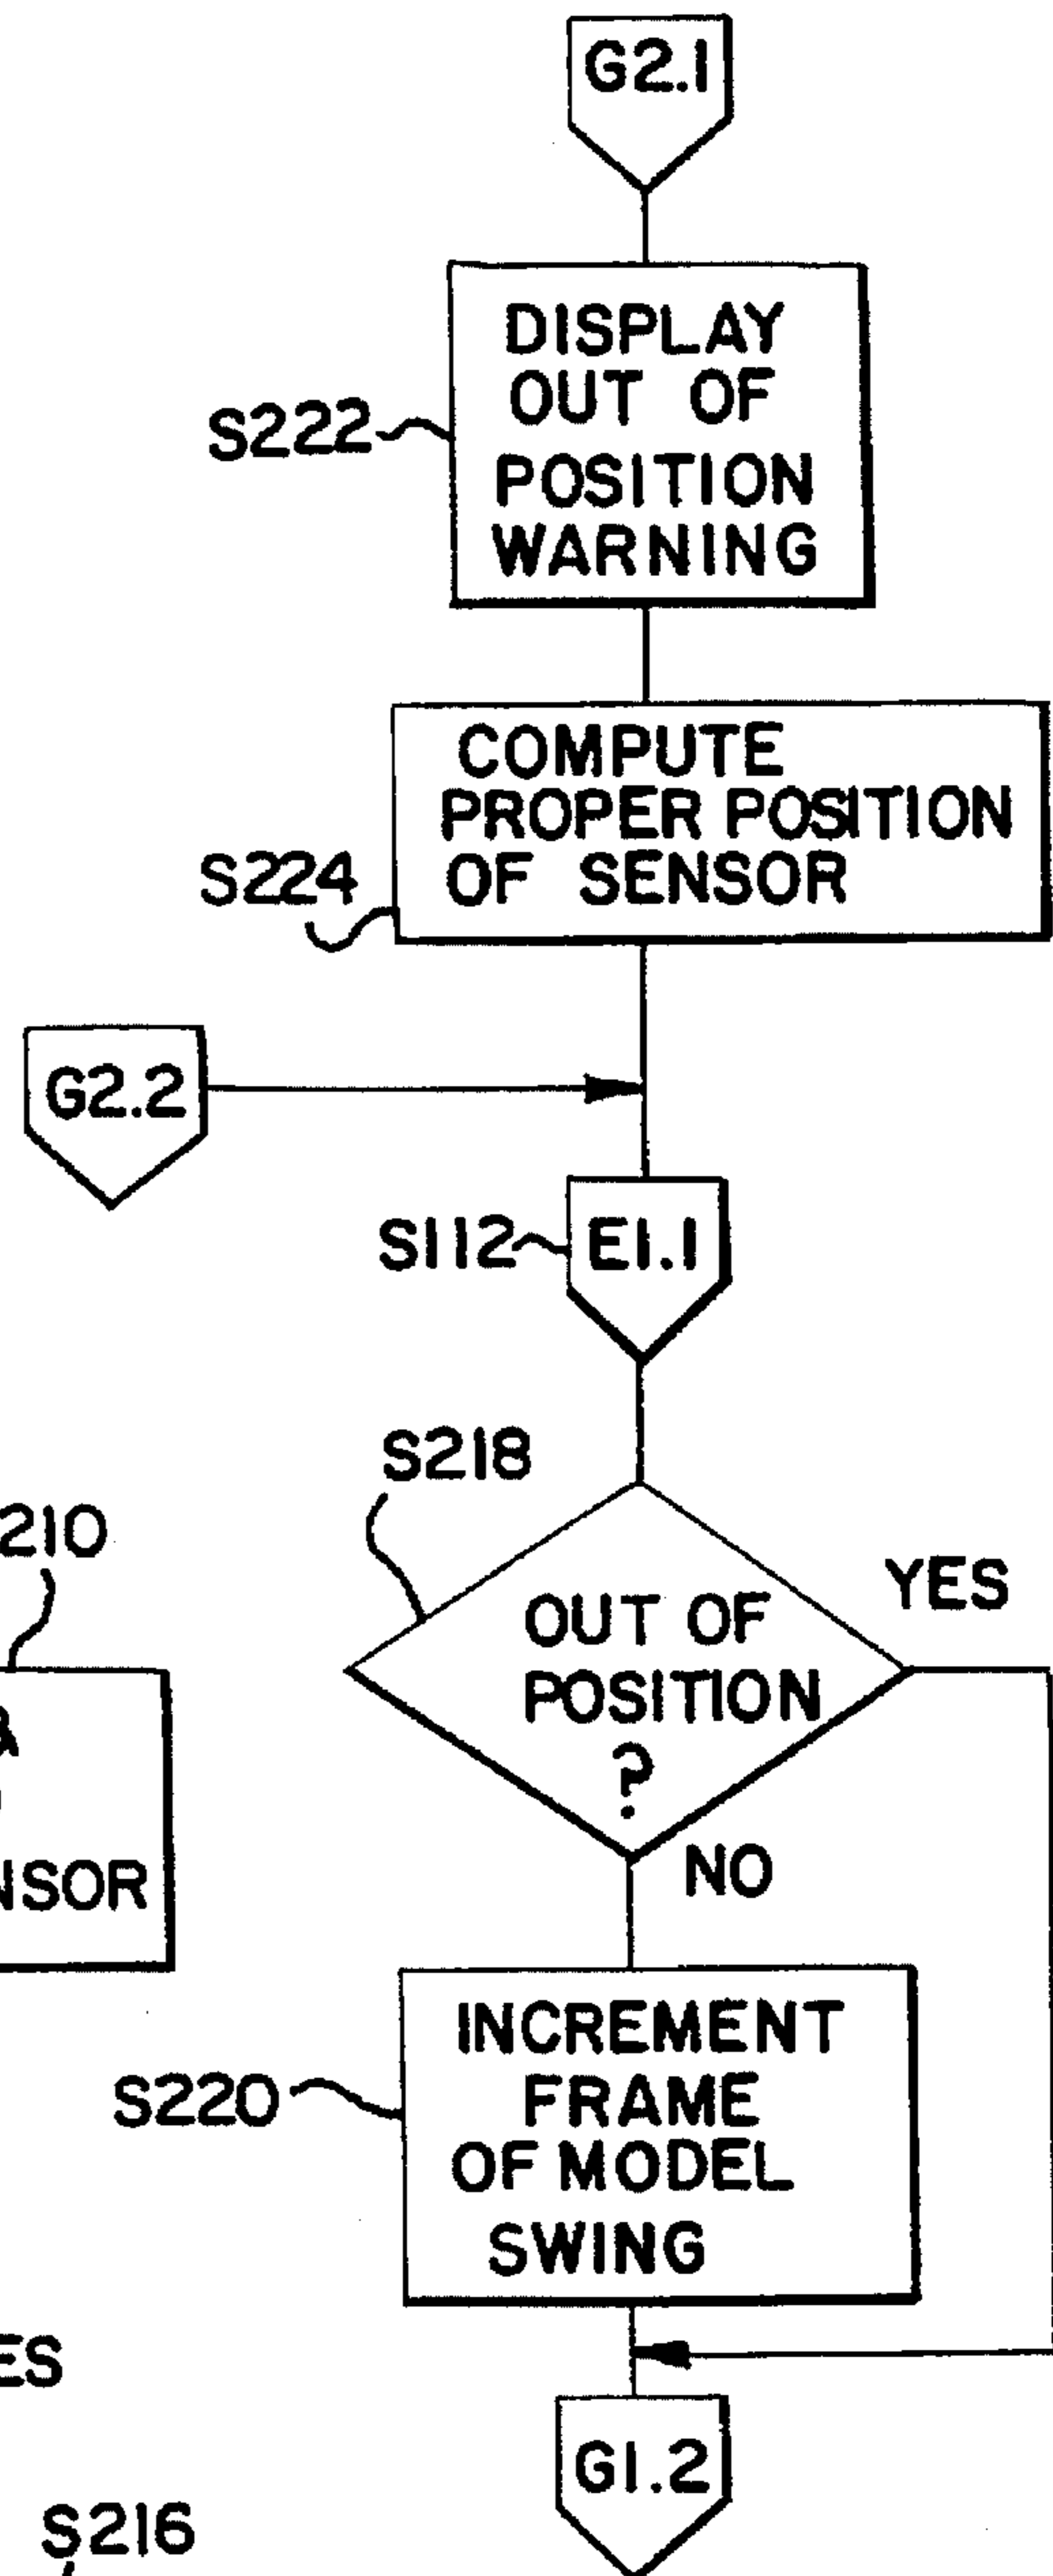 G2.1
DISPLAY
OUT OF
POSITION
WARNING
S222
COMPUTE
PROPER POSITION
OF SENSOR
S224
G2.2
S112
E1.1
S218
OUT OF
POSITION
?
YES
NO
210
NSOR
INCREMENT
FRAME
OF MODEL
SWING
S220
ES
G1.2
S216